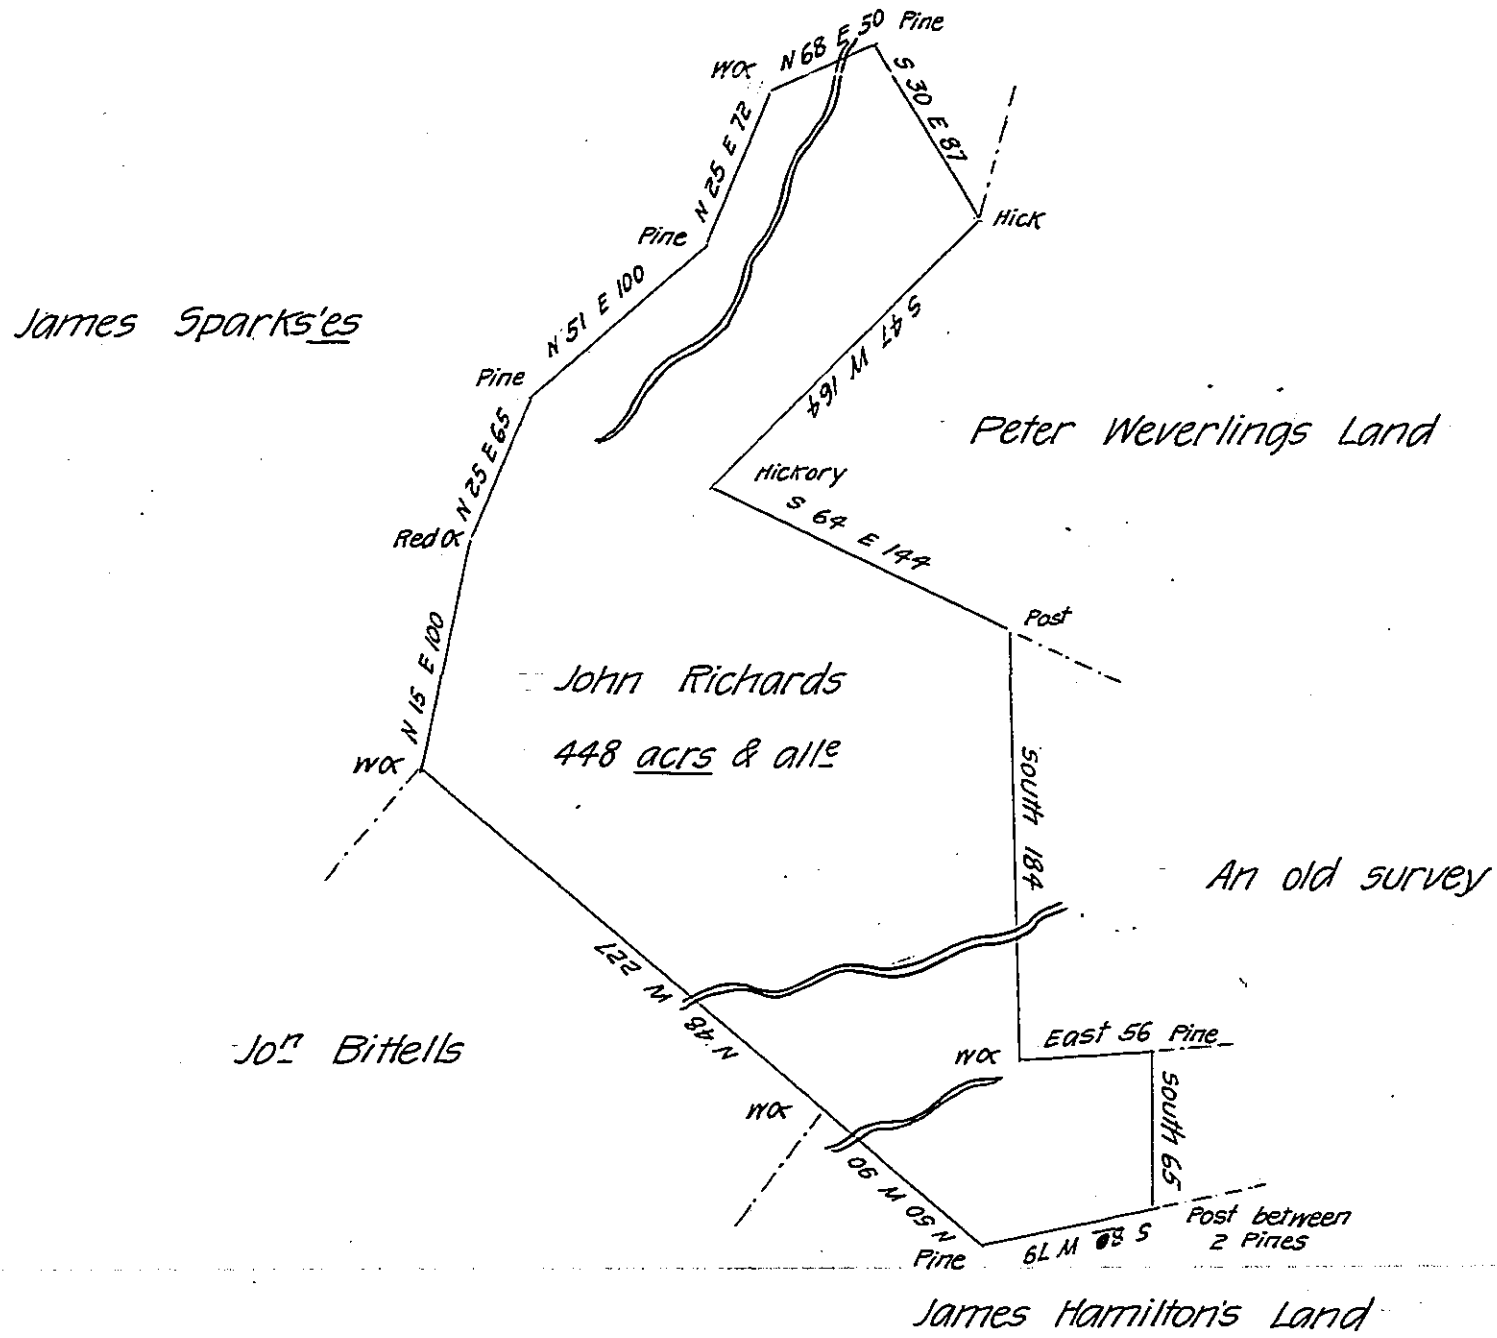 N 68 E 50
Pine
WO
S 30 E 87
N 25 E 72
Hick
Pine
N 51 E 100
S 47 W 164
James Sparks'es
Pine
Peter Weverlings Land
N 25 E 65
Hickory
S 64 E 144
Red O
Post
N 15 E 100
John Richards
448 acrs & alle
WO
South 184
An old survey
N 48 W 227
Jon Bittells
East 56
Pine
WO
WO
South 65
N 50 W 90
Post between
2 Pines
S W 79
Pine
James Hamilton's Land